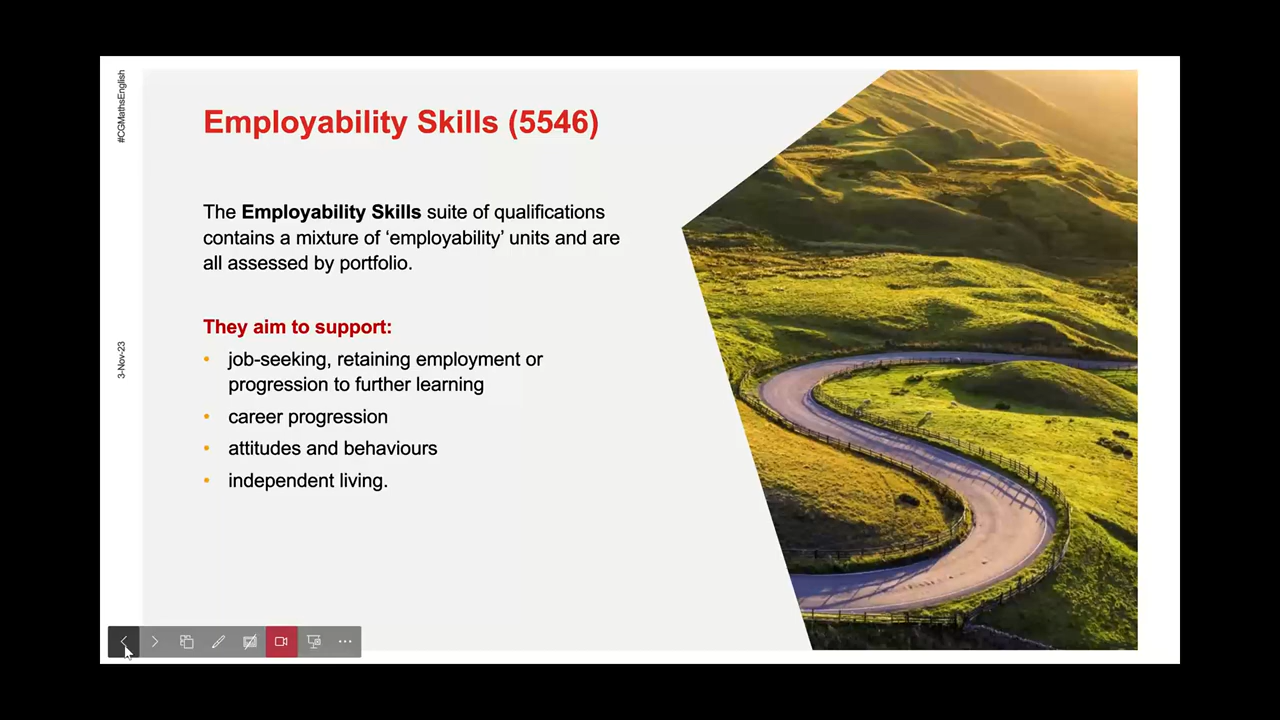 #CGMathsEnglish
3-Nov-23
Employability Skills (5546)
The Employability Skills suite of qualifications
contains a mixture of ‘employability’ units and are
all assessed by portfolio.
They aim to support:
• job-seeking, retaining employment or
progression to further learning
• career progression
• attitudes and behaviours
• independent living.